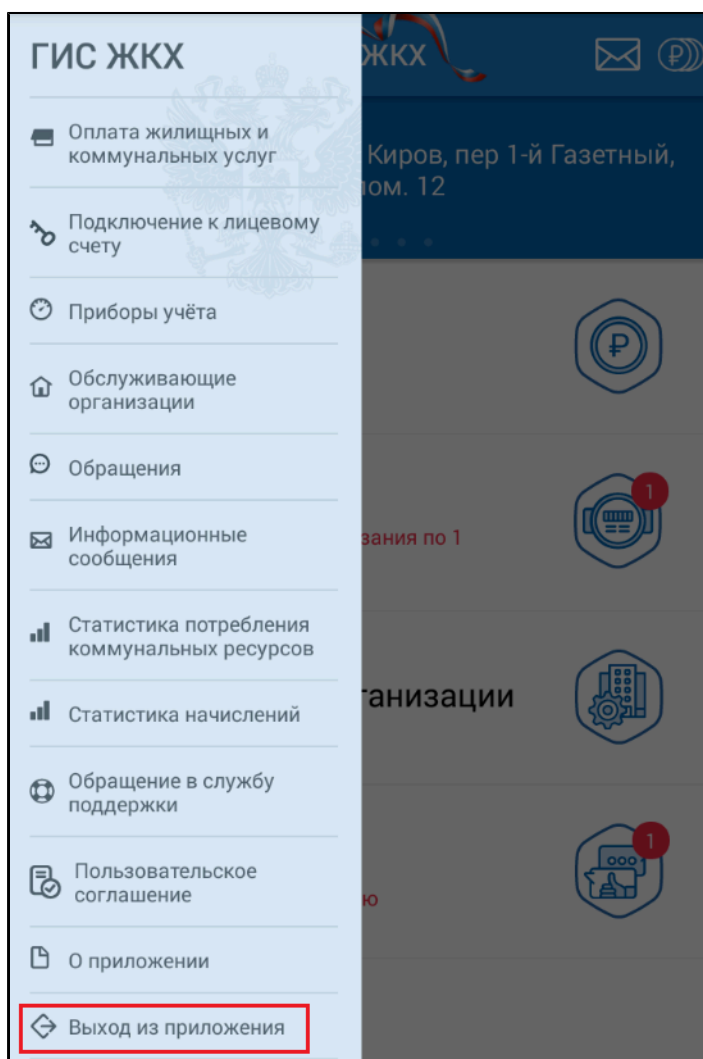 ГИС ЖКХ
Оплата жилищных и
коммунальных услуг
Подключение к лицевому
счету
Приборы учёта
Обслуживающие
организации
Обращения
Информационные
сообщения
Статистика потребления
коммунальных ресурсов
Статистика начислений
Обращение в службу
поддержки
Пользовательское
соглашение
О приложении
Выход из приложения
ЖКХ
Киров, пер 1-й Газетный,
пом. 12
1
зания по 1
ганизации
1
ю